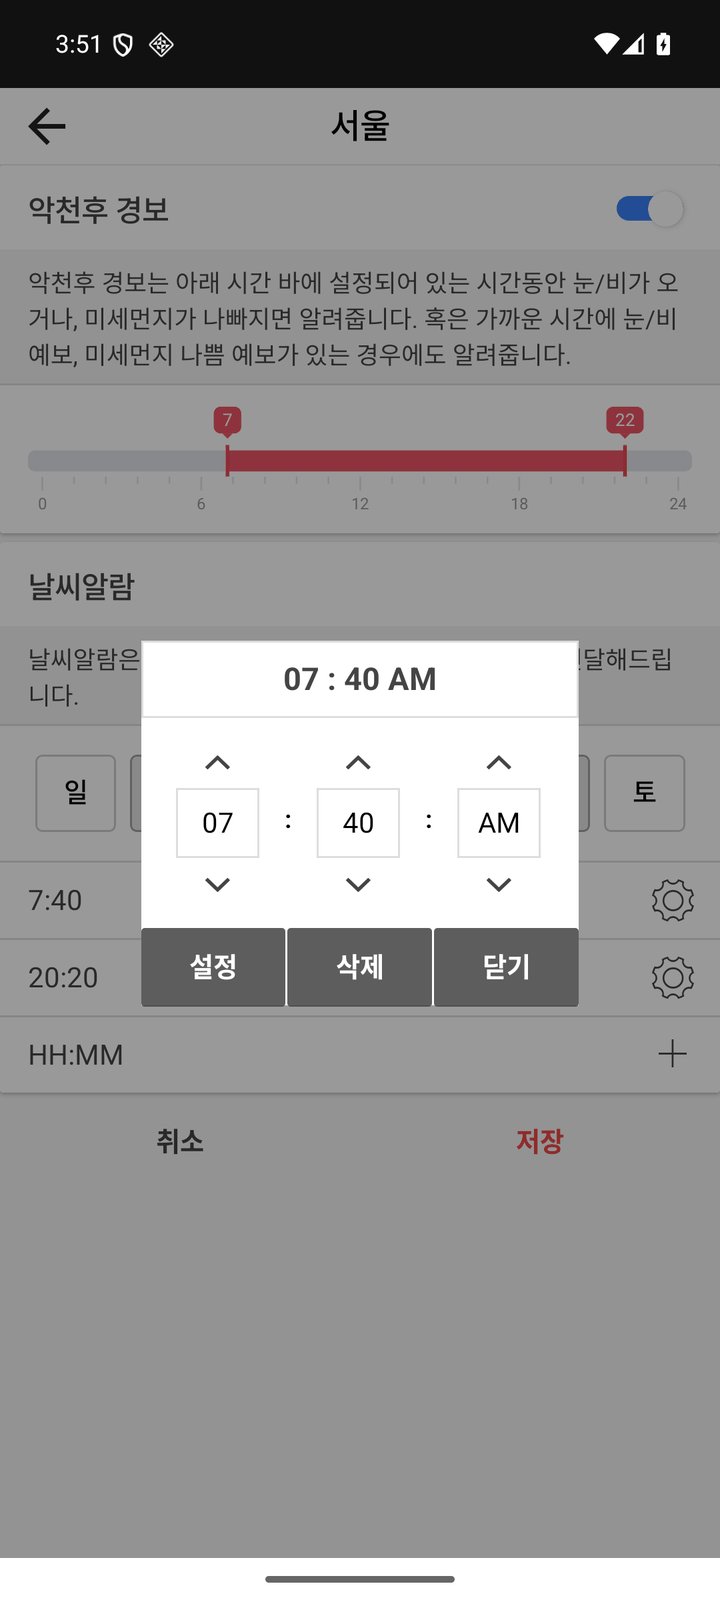 3:51
서울
악천후 경보
악천후 경보는 아래 시간 바에 설정되어 있는 시간동안 눈/비가 오
거나, 미세먼지가 나빠지면 알려줍니다. 혹은 가까운 시간에 눈/비
예보, 미세먼지 나쁨 예보가 있는 경우에도 알려줍니다.
7 22
0 6 12 18 24
날씨알람
날씨알람은 달해드립
니다.
07 : 40 AM
일 토
07 : 40 : AM
7:40
설정 삭제 닫기
20:20
HH:MM
취소 저장